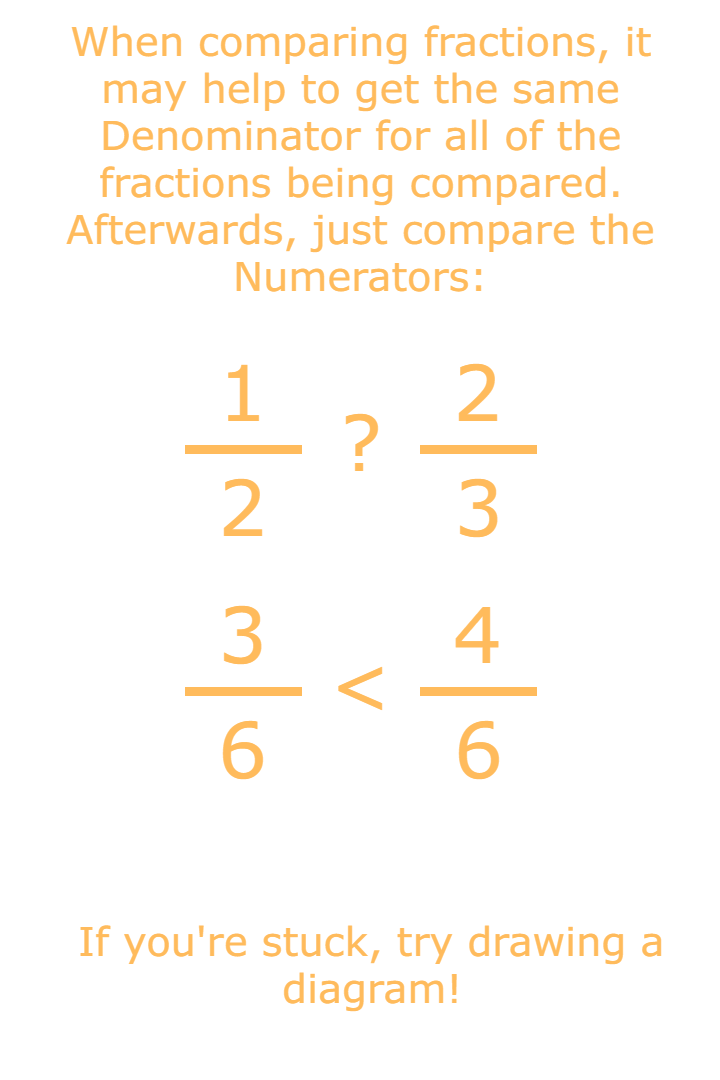 When comparing fractions, it
may help to get the same
Denominator for all of the
fractions being compared.
Afterwards, just compare the
Numerators:
1 2
?
2 3
3 4
<
6 6
If you're stuck, try drawing a
diagram!